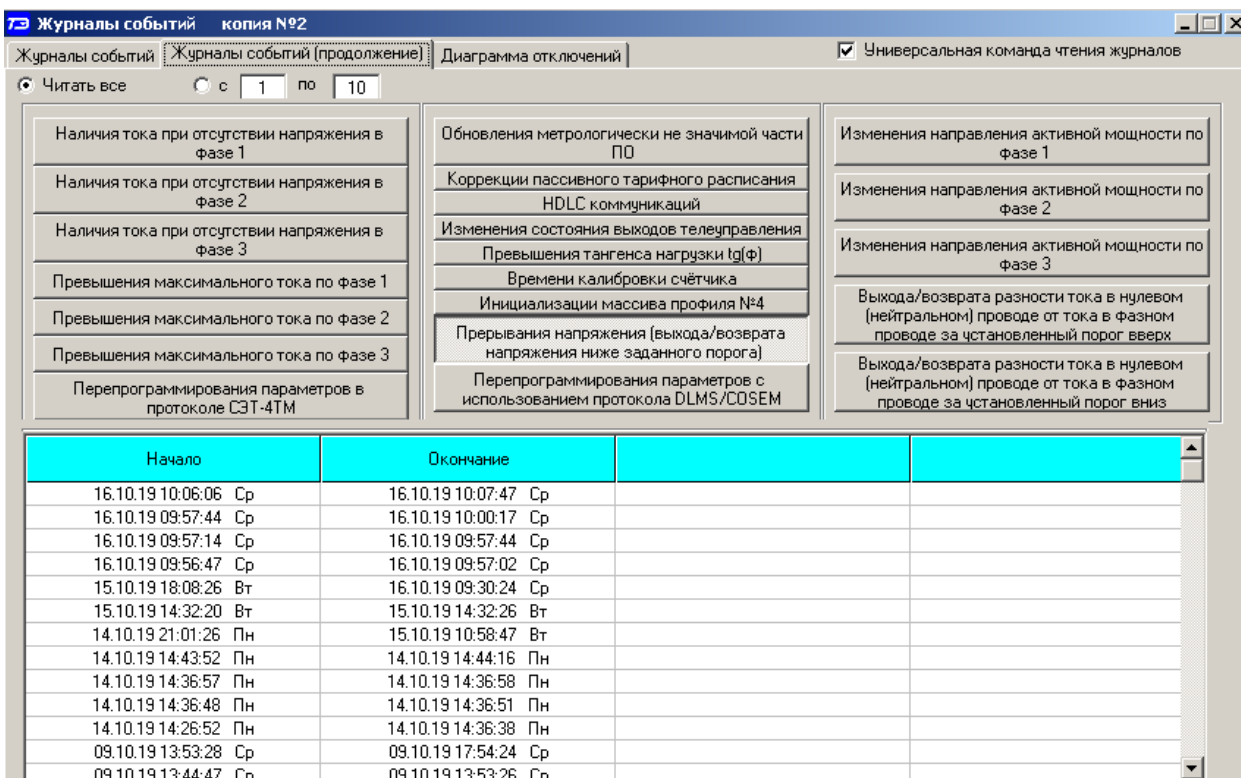 ТЭ Журналы событий копия №2
Журналы событий Журналы событий (продолжение) Диаграмма отключений Универсальная команда чтения журналов
Читать все с 1 по 10
Наличия тока при отсутствии напряжения в
фазе 1
Наличия тока при отсутствии напряжения в
фазе 2
Наличия тока при отсутствии напряжения в
фазе 3
Превышения максимального тока по фазе 1
Превышения максимального тока по фазе 2
Превышения максимального тока по фазе 3
Перепрограммирования параметров в
протоколе СЭТ-4ТМ
Обновления метрологически не значимой части
ПО
Коррекции пассивного тарифного расписания
HDLC коммуникаций
Изменения состояния выходов телеуправления
Превышения тангенса нагрузки tg(ф)
Времени калибровки счётчика
Инициализации массива профиля №4
Прерывания напряжения (выхода/возврата
напряжения ниже заданного порога)
Перепрограммирования параметров с
использованием протокола DLMS/COSEM
Изменения направления активной мощности по
фазе 1
Изменения направления активной мощности по
фазе 2
Изменения направления активной мощности по
фазе 3
Выхода/возврата разности тока в нулевом
(нейтральном) проводе от тока в фазном
проводе за установленный порог вверх
Выхода/возврата разности тока в нулевом
(нейтральном) проводе от тока в фазном
проводе за установленный порог вниз
Начало Окончание
16.10.19 10:06:06 Ср 16.10.19 10:07:47 Ср
16.10.19 09:57:44 Ср 16.10.19 10:00:17 Ср
16.10.19 09:57:14 Ср 16.10.19 09:57:44 Ср
16.10.19 09:56:47 Ср 16.10.19 09:57:02 Ср
15.10.19 18:08:26 Вт 16.10.19 09:30:24 Ср
15.10.19 14:32:20 Вт 15.10.19 14:32:26 Вт
14.10.19 21:01:26 Пн 15.10.19 10:58:47 Вт
14.10.19 14:43:52 Пн 14.10.19 14:44:16 Пн
14.10.19 14:36:57 Пн 14.10.19 14:36:58 Пн
14.10.19 14:36:48 Пн 14.10.19 14:36:51 Пн
14.10.19 14:26:52 Пн 14.10.19 14:36:38 Пн
09.10.19 13:53:28 Ср 09.10.19 17:54:24 Ср
09.10.19 13:44:47 Ср 09.10.19 13:53:26 Ср